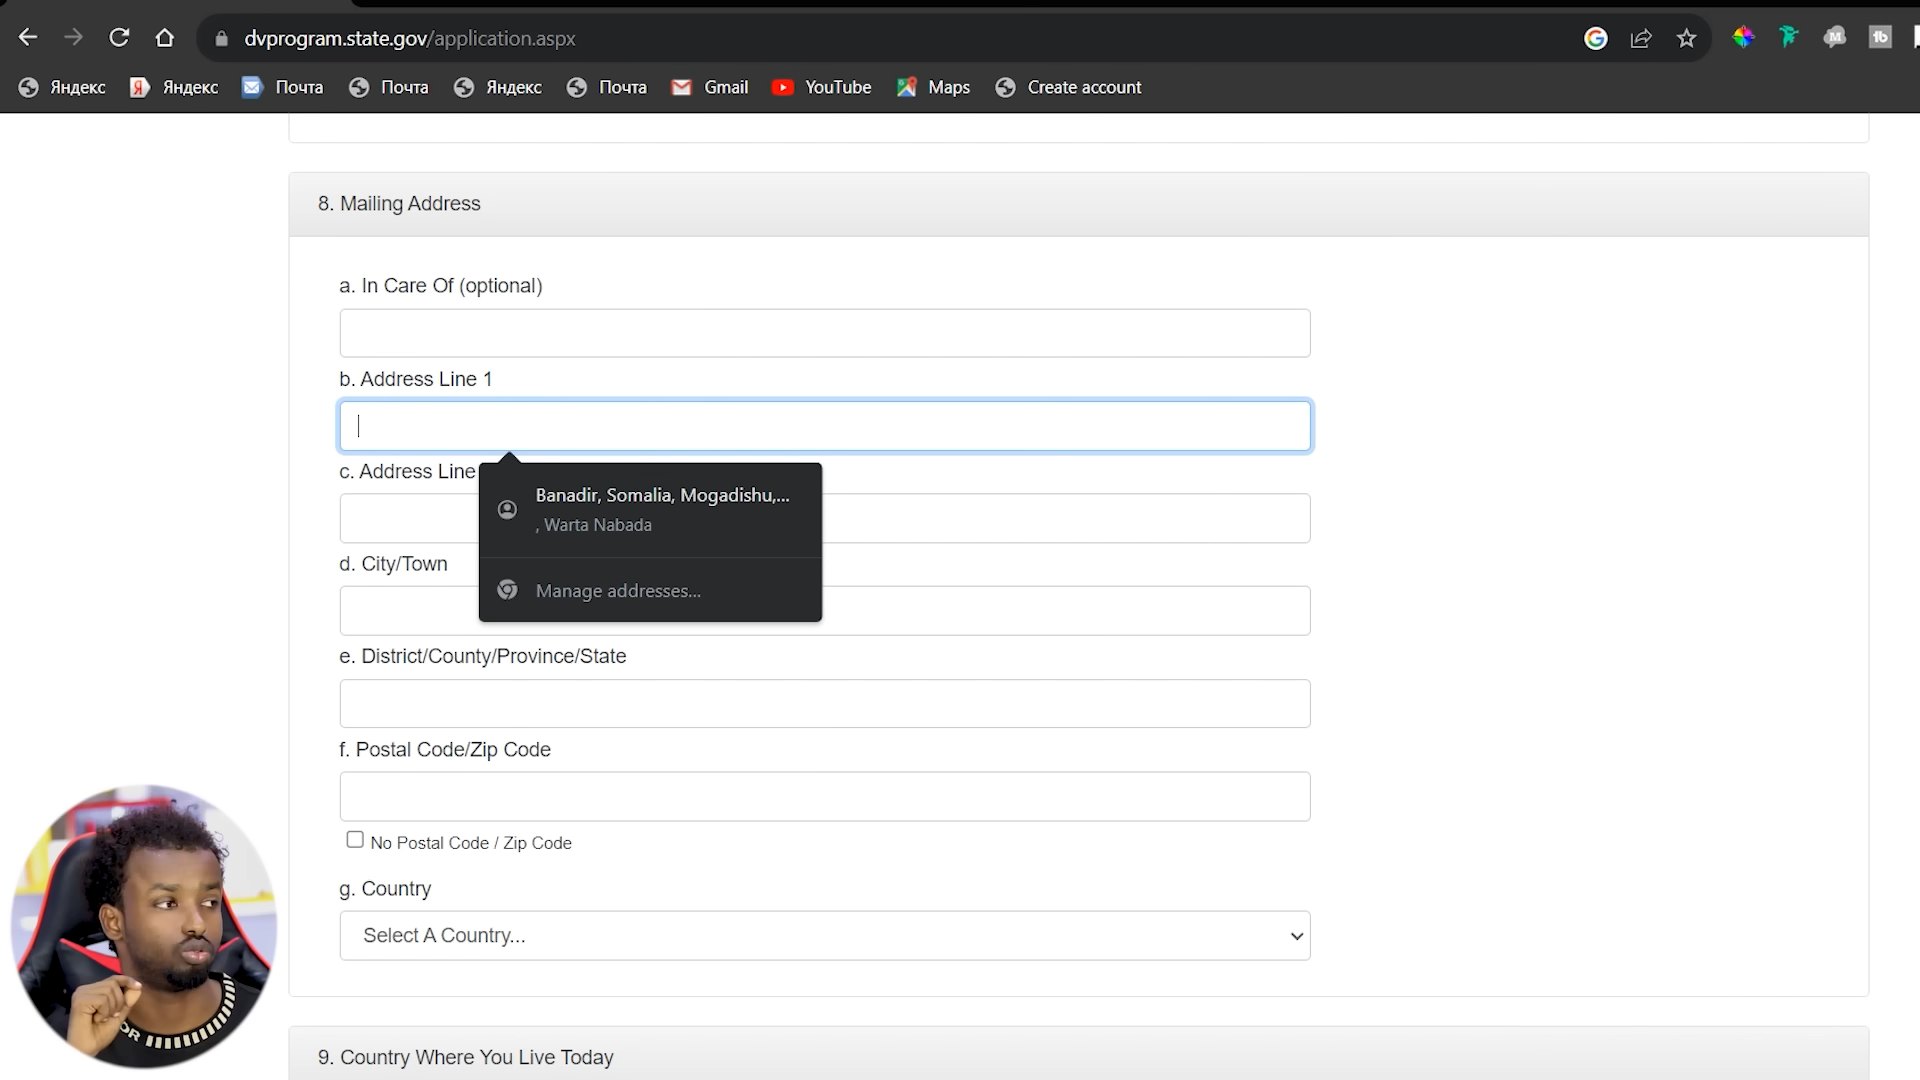 dvprogram.state.gov/application.aspx
Яндекс
Яндекс
Почта
Почта
Яндекс
Почта
Gmail
YouTube
Maps
Create account
8. Mailing Address
a. In Care Of (optional)
b. Address Line 1
c. Address Line
Banadir, Somalia, Mogadishu,...
, Warta Nabada
Manage addresses...
d. City/Town
e. District/County/Province/State
f. Postal Code/Zip Code
No Postal Code / Zip Code
g. Country
Select A Country...
9. Country Where You Live Today